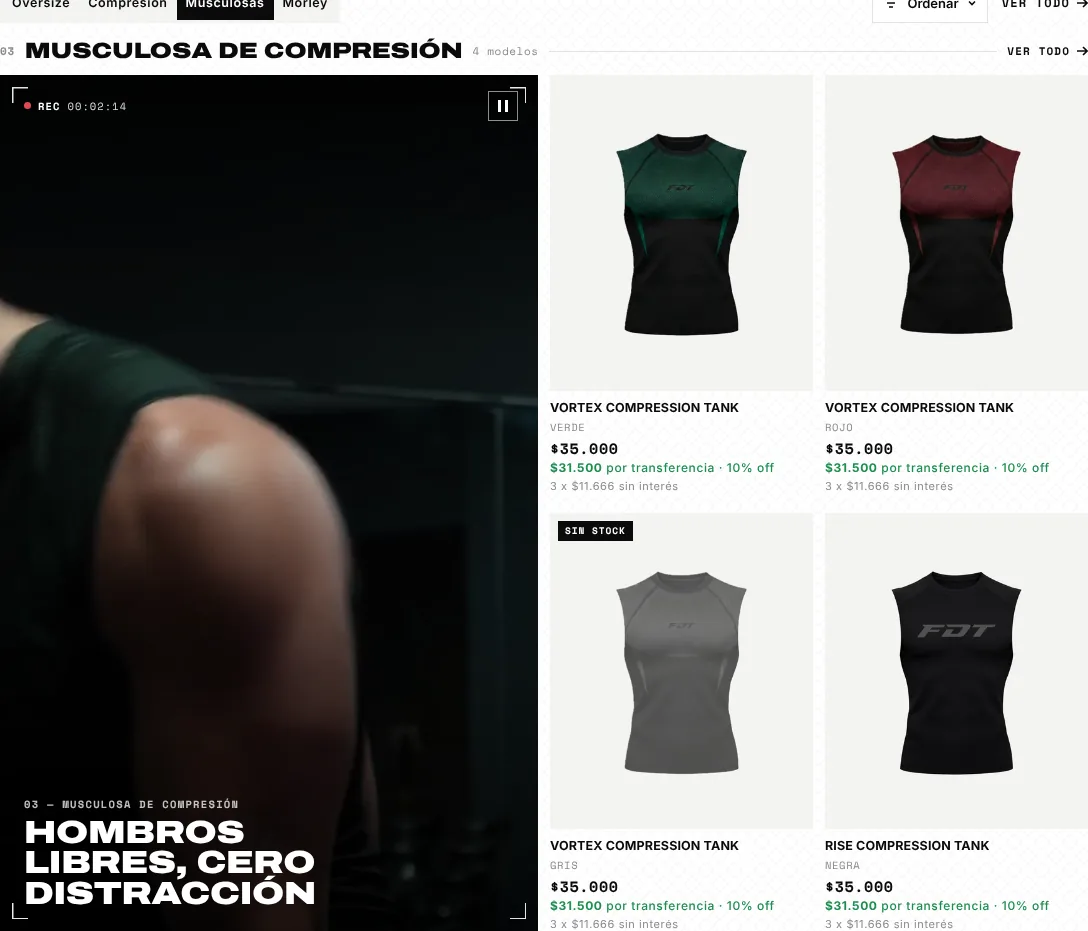 Oversize Compresión Musculosas Morley
Ordenar VER TODO →
03 MUSCULOSA DE COMPRESIÓN 4 modelos
VER TODO →
REC 00:02:14
03 — MUSCULOSA DE COMPRESIÓN
HOMBROS
LIBRES, CERO
DISTRACCIÓN
FDT
VORTEX COMPRESSION TANK
VERDE
$35.000
$31.500 por transferencia · 10% off
3 x $11.666 sin interés
FDT
VORTEX COMPRESSION TANK
ROJO
$35.000
$31.500 por transferencia · 10% off
3 x $11.666 sin interés
SIN STOCK
FDT
VORTEX COMPRESSION TANK
GRIS
$35.000
$31.500 por transferencia · 10% off
3 x $11.666 sin interés
FDT
RISE COMPRESSION TANK
NEGRA
$35.000
$31.500 por transferencia · 10% off
3 x $11.666 sin interés